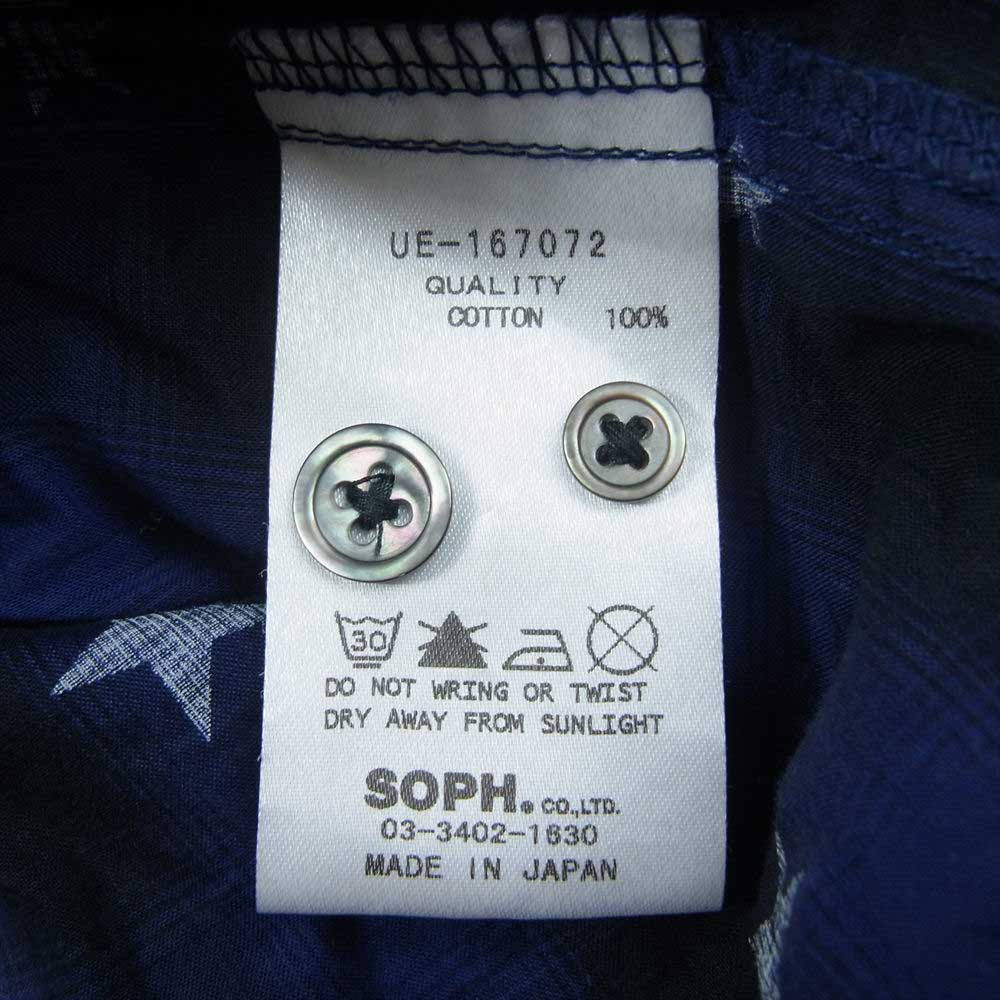 UE-167072
QUALITY
COTTON 100%
30
DO NOT WRING OR TWIST
DRY AWAY FROM SUNLIGHT
SOPH. CO.,LTD.
03-3402-1630
MADE IN JAPAN